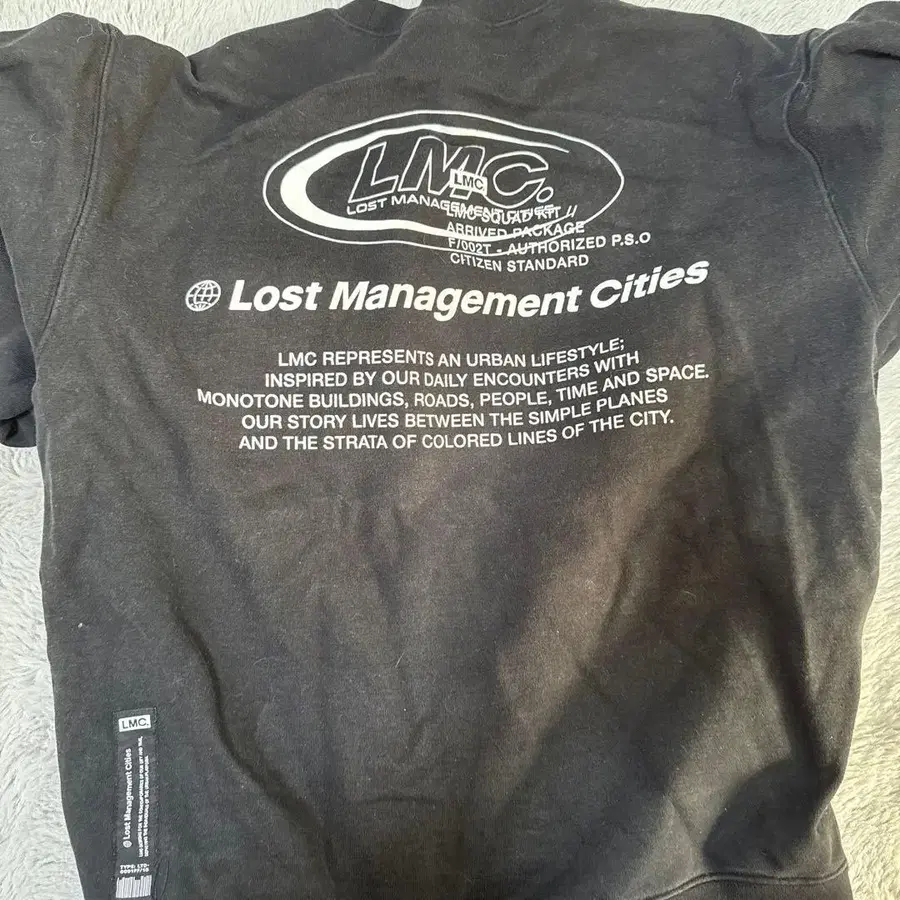 LMC.
LMC
LOST MANAGEMENT CITIES
LMC SQUAD KIT
ARRIVED PACKAGE
F/002T - AUTHORIZED P.S.O
CITIZEN STANDARD
Lost Management Cities
LMC REPRESENTS AN URBAN LIFESTYLE;
INSPIRED BY OUR DAILY ENCOUNTERS WITH
MONOTONE BUILDINGS, ROADS, PEOPLE, TIME AND SPACE.
OUR STORY LIVES BETWEEN THE SIMPLE PLANES
AND THE STRATA OF COLORED LINES OF THE CITY.
LMC.
Lost Management Cities